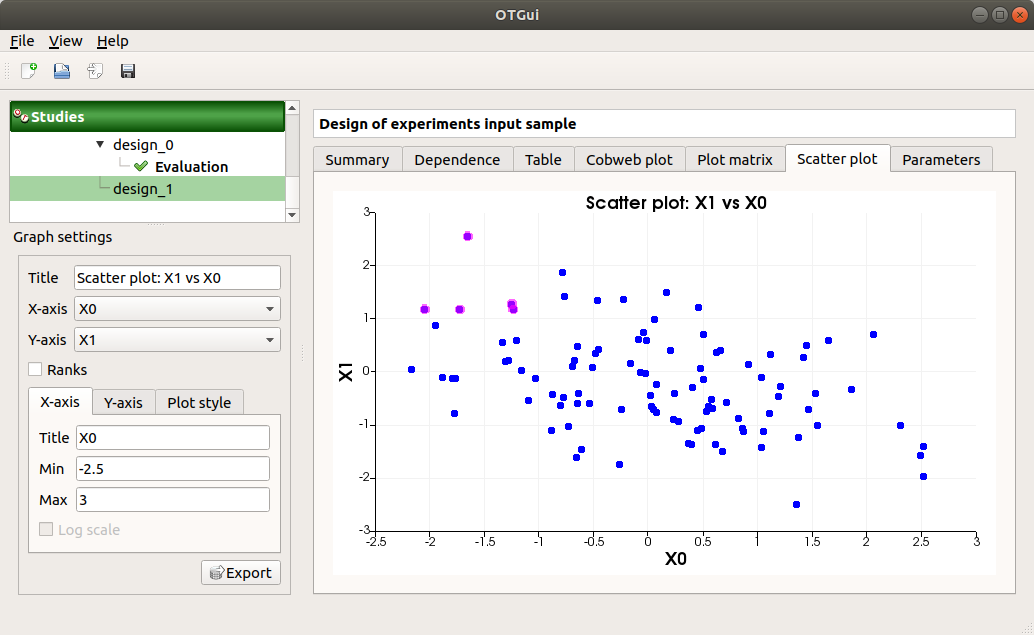 OTGui
File View Help
Studies
design_0
Evaluation
design_1
Graph settings
Title Scatter plot: X1 vs X0
X-axis X0
Y-axis X1
Ranks
X-axis Y-axis Plot style
Title X0
Min -2.5
Max 3
Log scale
Export
Design of experiments input sample
Summary Dependence Table Cobweb plot Plot matrix Scatter plot Parameters
Scatter plot: X1 vs X0
3
2
1
0
-1
-2
-3
X1
-2.5 -2 -1.5 -1 -0.5 0 0.5 1 1.5 2 2.5 3
X0